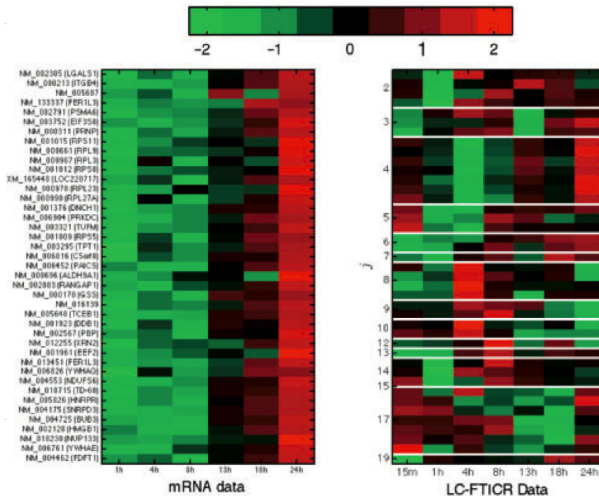 -2 -1 0 1 2
NM_002305(LGALS1)
NM_000213(ITGB4)
NM_005607
NM_133337(FER1L3)
NM_002791(PSMA6)
NM_003752(EIF3S8)
NM_000311(PRNP)
NM_001015(RPS11)
NM_000661(RPL9)
NM_000967(RPL3)
NM_001012(RPS8)
XM_165448(LOC220717)
NM_000978(RPL23)
NM_000990(RPL27A)
NM_001376(DNCH1)
NM_006904(PRKDC)
NM_003321(TUFM)
NM_001009(RPS5)
NM_003295(TPT1)
NM_006816(C5orf8)
NM_006452(PAICS)
NM_000696(ALDH9A1)
NM_002883(RANGAP1)
NM_000178(GSS)
NM_016139
NM_005648(TCEB1)
NM_001923(DDB1)
NM_002567(PBP)
NM_012255(XRN2)
NM_001961(EEF2)
NM_013451(FER1L3)
NM_006826(YWHAQ)
NM_004553(NDUFS6)
NM_018715(TD-60)
NM_005826(HNRPR)
NM_004175(SNRPD3)
NM_004725(BUB3)
NM_002128(HMGB1)
NM_018230(NUP133)
NM_006761(YWHAE)
NM_004462(FDFT1)
1h 4h 8h 13h 18h 24h
mRNA data
2
3
4
5
6
7
8
9
10
12
13
14
15
17
19
j
15m 1h 4h 8h 13h 18h 24h
LC-FTICR Data